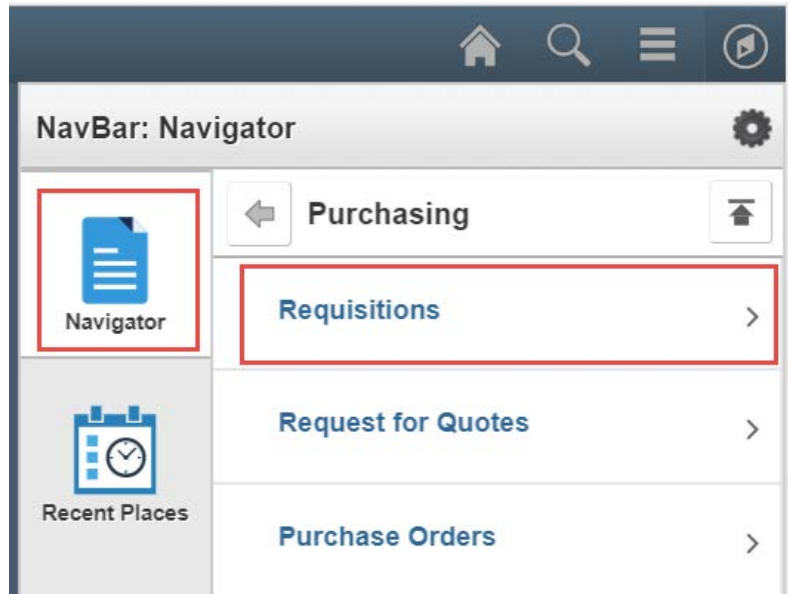 NavBar: Navigator
Purchasing
Navigator
Requisitions
Request for Quotes
Recent Places
Purchase Orders